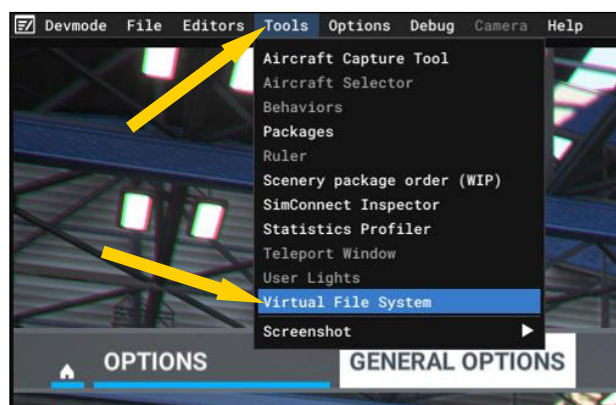 Devmode File Editors Tools Options Debug Camera Help
Aircraft Capture Tool
Aircraft Selector
Behaviors
Packages
Ruler
Scenery package order (WIP)
SimConnect Inspector
Statistics Profiler
Teleport Window
User Lights
Virtual File System
Screenshot
OPTIONS GENERAL OPTIONS